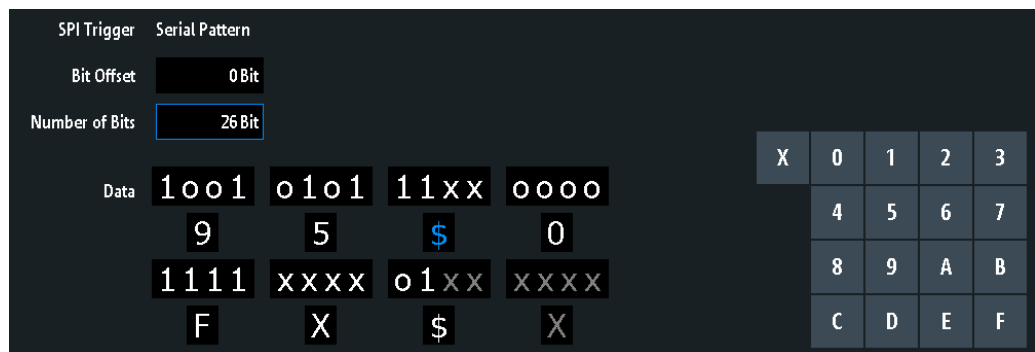 SPI Trigger Serial Pattern
Bit Offset 0 Bit
Number of Bits 26 Bit
X 0 1 2 3
Data 1oo1 o1o1 11xx oooo
9 5 $ 0
4 5 6 7
1111 xxxx o1xx xxxx
F X $ X
8 9 A B
C D E F